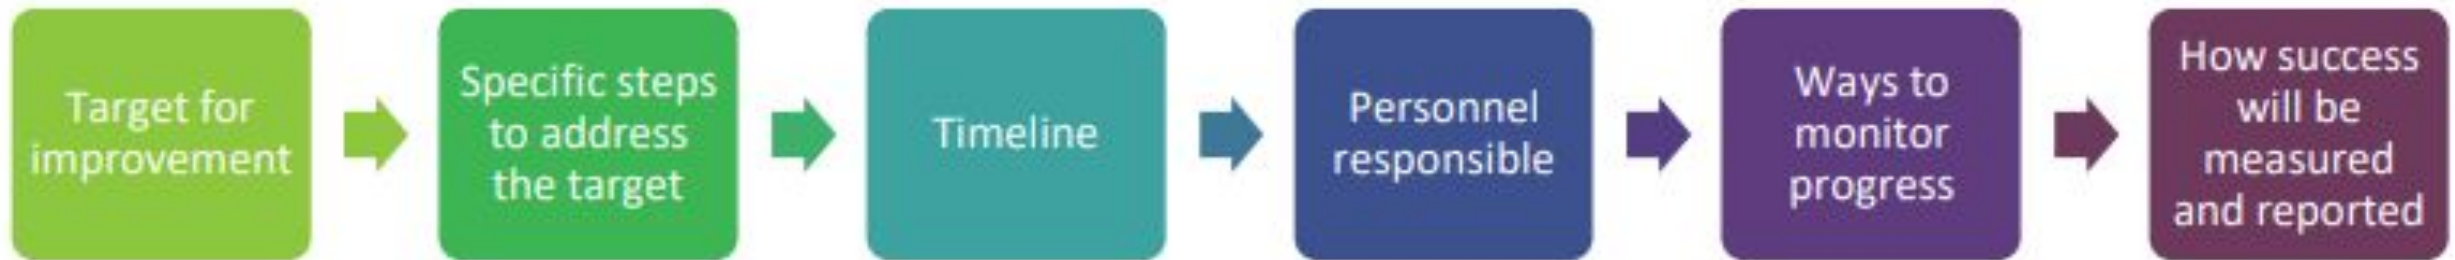 Target for
improvement
Specific steps
to address
the target
Timeline
Personnel
responsible
Ways to
monitor
progress
How success
will be
measured
and reported